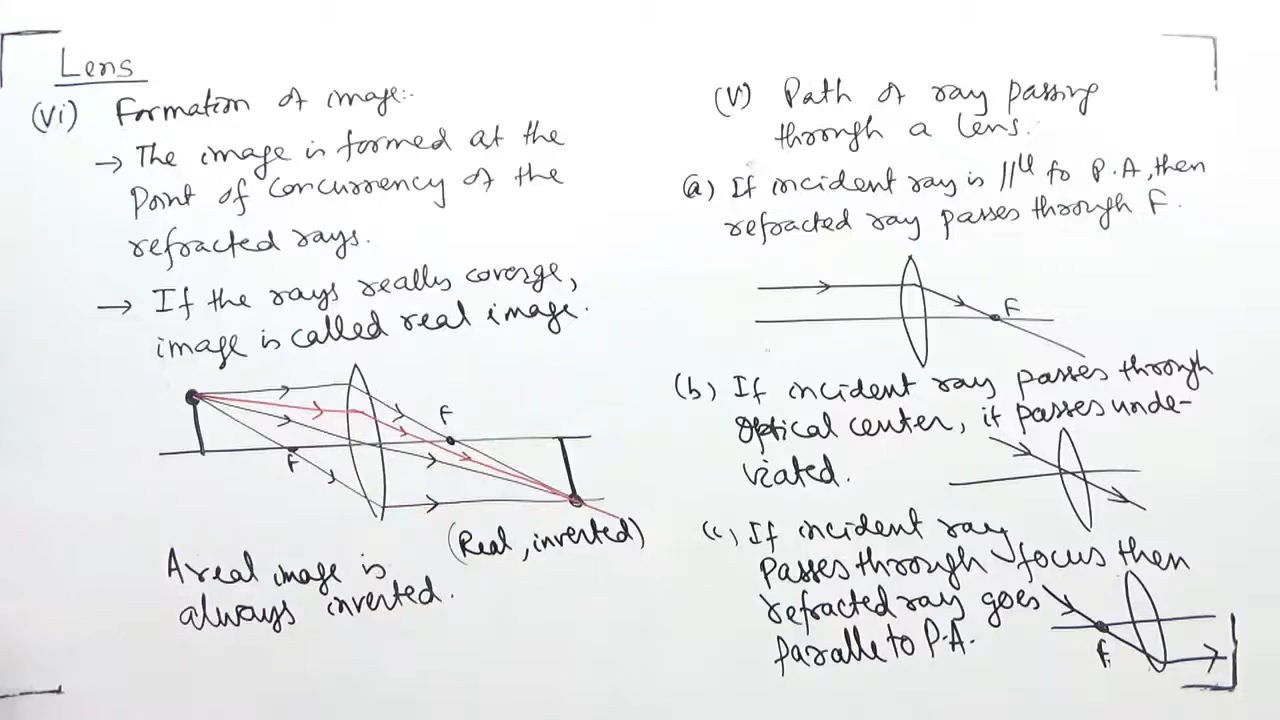 Lens
(vi) Formation of image:-
→ The image is formed at the
Point of concurrency of the
refracted rays.
→ If the rays really coverge,
image is called real image.
F
F
(Real, inverted)
A real image is
always inverted.
(V) Path of ray passing
through a lens.
(a) If incident ray is ||ˡˡ to P.A, then
refracted ray passes through F.
F
(b) If incident ray passes through
optical center, it passes unde-
viated.
(c) If incident ray
passes through focus then
refracted ray goes
paralle to P.A.
F